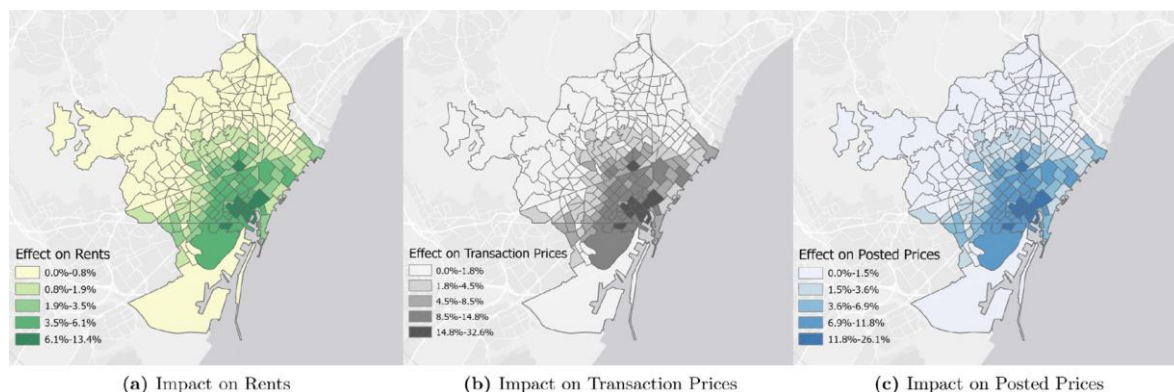 Effect on Rents
0.0%-0.8%
0.8%-1.9%
1.9%-3.5%
3.5%-6.1%
6.1%-13.4%
Effect on Transaction Prices
0.0%-1.8%
1.8%-4.5%
4.5%-8.5%
8.5%-14.8%
14.8%-32.6%
Effect on Posted Prices
0.0%-1.5%
1.5%-3.6%
3.6%-6.9%
6.9%-11.8%
11.8%-26.1%
(a) Impact on Rents
(b) Impact on Transaction Prices
(c) Impact on Posted Prices